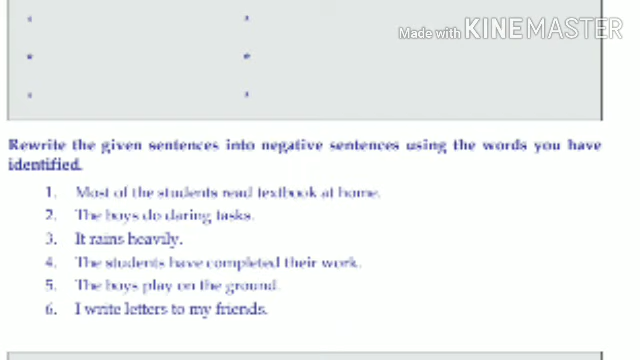 Made with KINEMASTER
Rewrite the given sentences into negative sentences using the words you have
identified.
1. Most of the students read textbook at home.
2. The boys do daring tasks.
3. It rains heavily.
4. The students have completed their work.
5. The boys play on the ground.
6. I write letters to my friends.